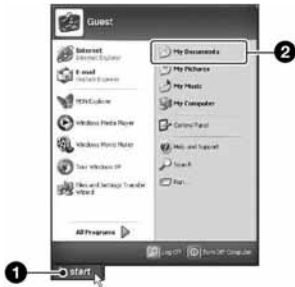 Guest
Internet
Internet Explorer
E-mail
Outlook Express
MSN Explorer
Windows Media Player
Windows Movie Maker
Tour Windows XP
Files and Settings Transfer
Wizard
All Programs
My Documents
My Pictures
My Music
My Computer
Control Panel
Help and Support
Search
Run...
Log Off
Turn Off Computer
start
1
2